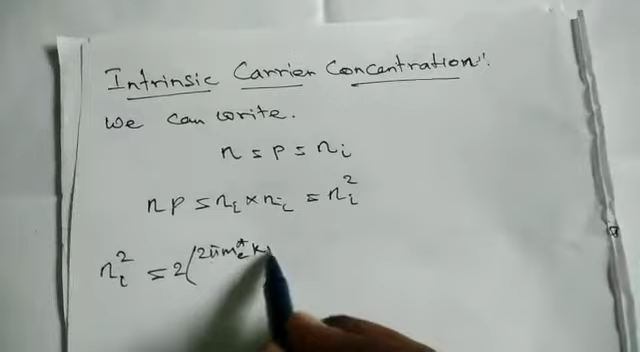 Intrinsic Carrier Concentration".
We can write.
n = p = nᵢ
np = nᵢ × nᵢ = nᵢ²
nᵢ² = 2(2πmₑ*k